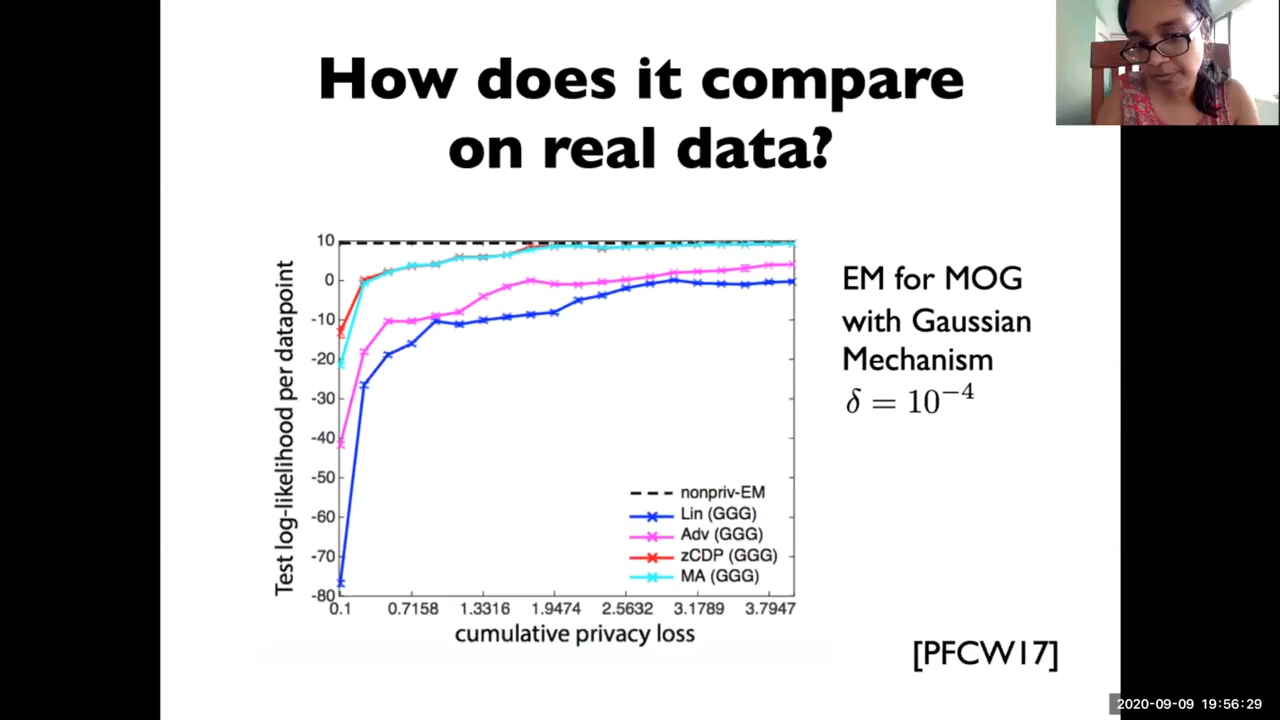 How does it compare
on real data?
Test log-likelihood per datapoint
10
0
-10
-20
-30
-40
-50
-60
-70
-80
0.1 0.7158 1.3316 1.9474 2.5632 3.1789 3.7947
cumulative privacy loss
nonpriv-EM
Lin (GGG)
Adv (GGG)
zCDP (GGG)
MA (GGG)
EM for MOG
with Gaussian
Mechanism
δ = 10⁻⁴
[PFCW17]
2020-09-09 19:56:29